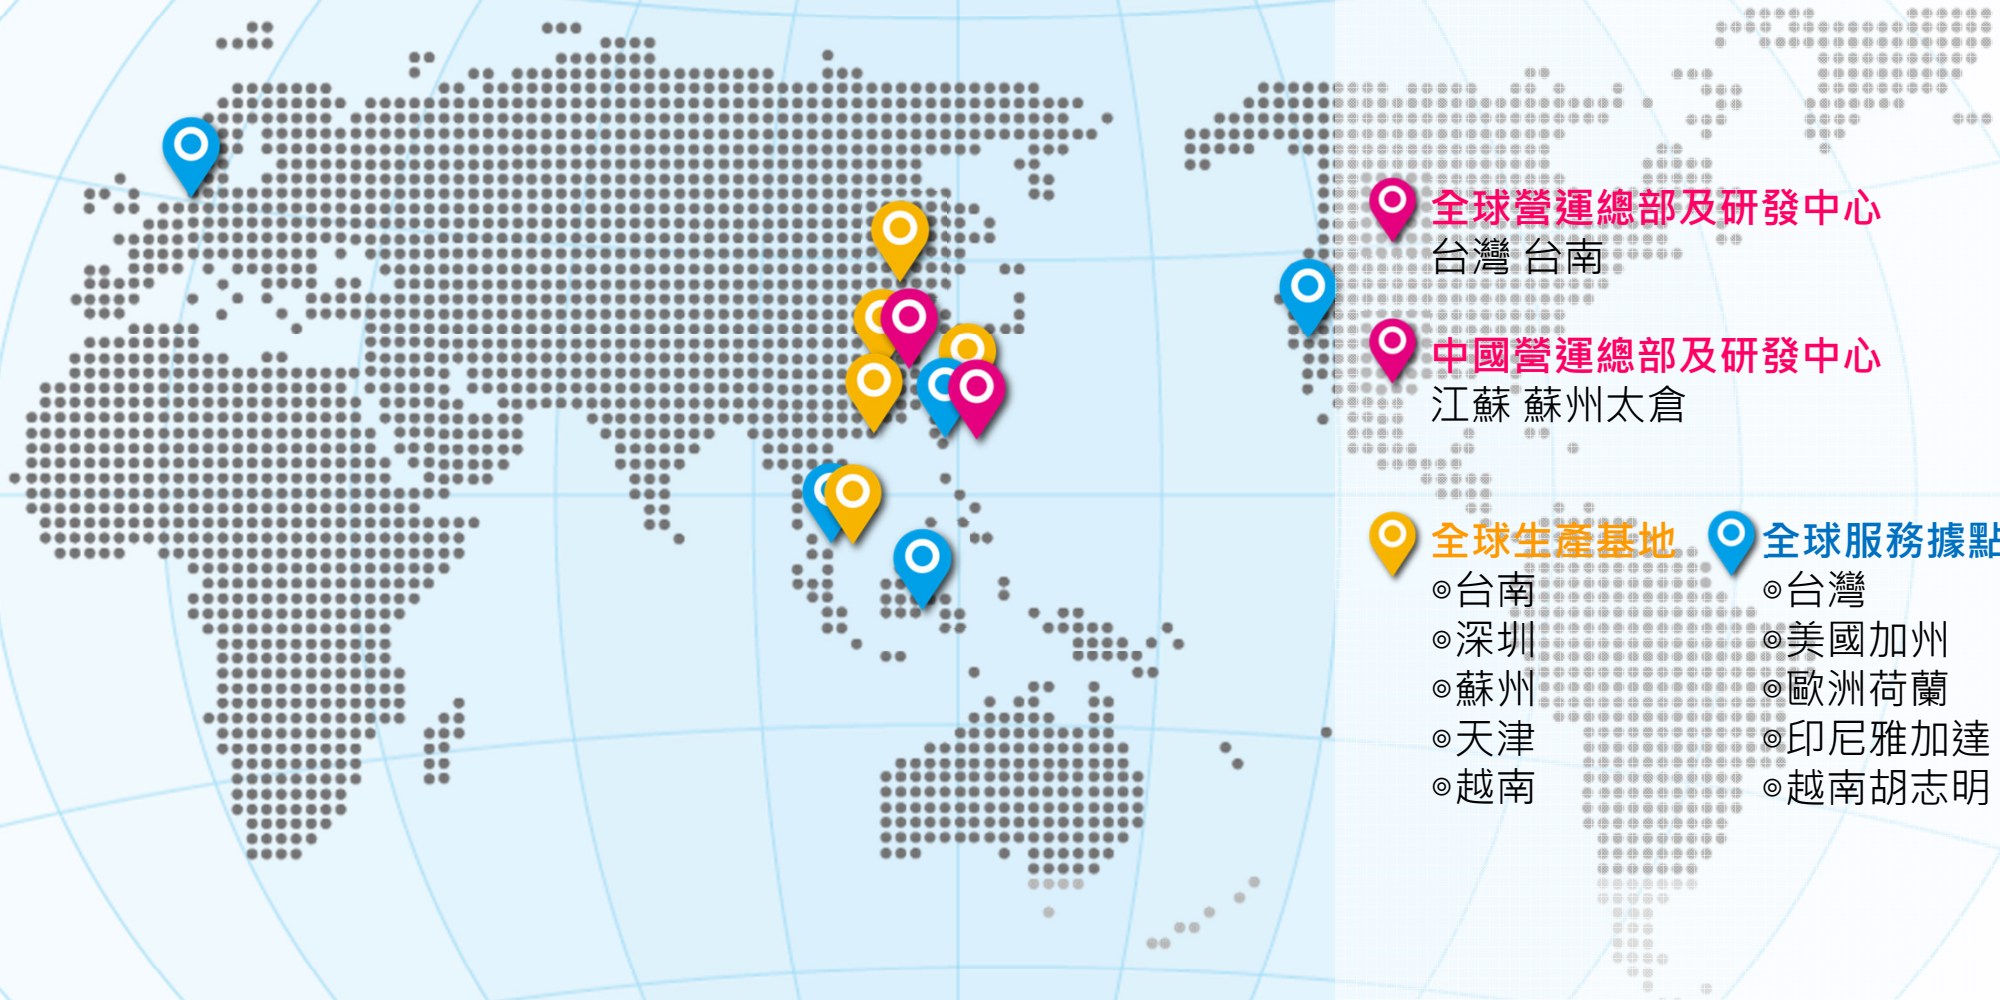 全球營運總部及研發中心
台灣 台南
中國營運總部及研發中心
江蘇 蘇州太倉
全球生產基地
◎台南
◎深圳
◎蘇州
◎天津
◎越南
全球服務據點
◎台灣
◎美國加州
◎歐洲荷蘭
◎印尼雅加達
◎越南胡志明